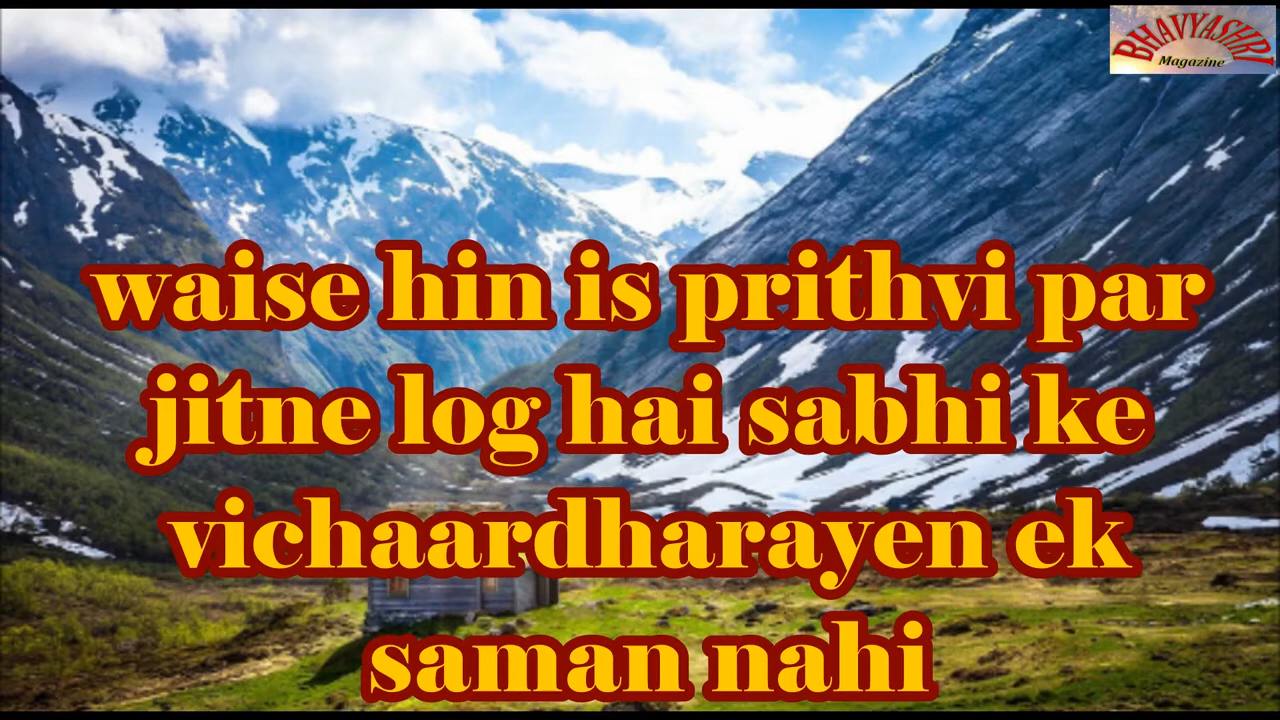 BHAVYASHRI
Magazine
waise hin is prithvi par
jitne log hai sabhi ke
vichaardharayen ek
saman nahi